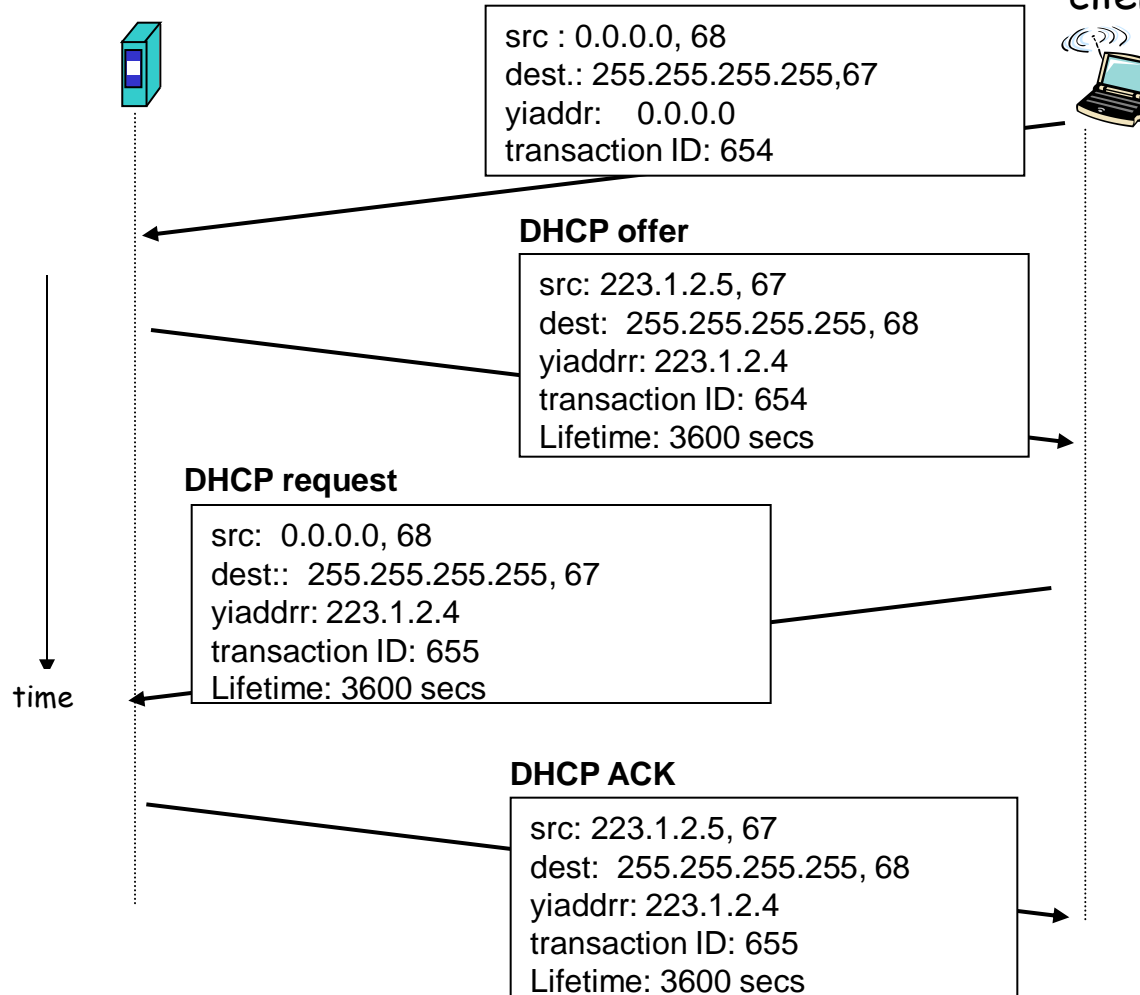 src : 0.0.0.0, 68
dest.: 255.255.255.255,67
yiaddr: 0.0.0.0
transaction ID: 654
DHCP offer
src: 223.1.2.5, 67
dest: 255.255.255.255, 68
yiaddrr: 223.1.2.4
transaction ID: 654
Lifetime: 3600 secs
DHCP request
src: 0.0.0.0, 68
dest:: 255.255.255.255, 67
yiaddrr: 223.1.2.4
transaction ID: 655
Lifetime: 3600 secs
time
DHCP ACK
src: 223.1.2.5, 67
dest: 255.255.255.255, 68
yiaddrr: 223.1.2.4
transaction ID: 655
Lifetime: 3600 secs